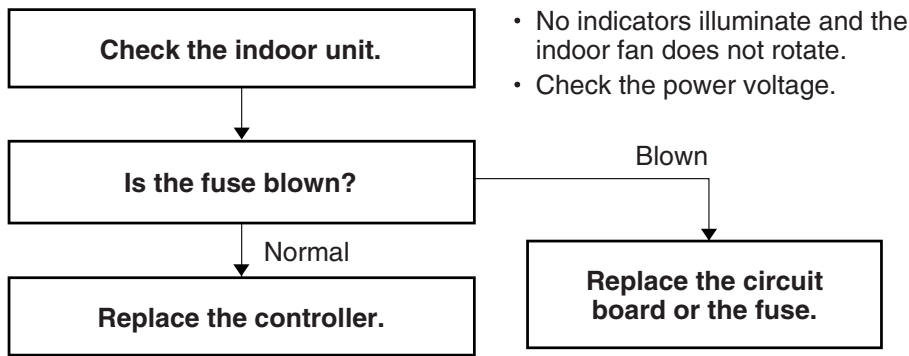 Check the indoor unit.
• No indicators illuminate and the
indoor fan does not rotate.
• Check the power voltage.
Is the fuse blown?
Blown
Normal
Replace the controller.
Replace the circuit
board or the fuse.